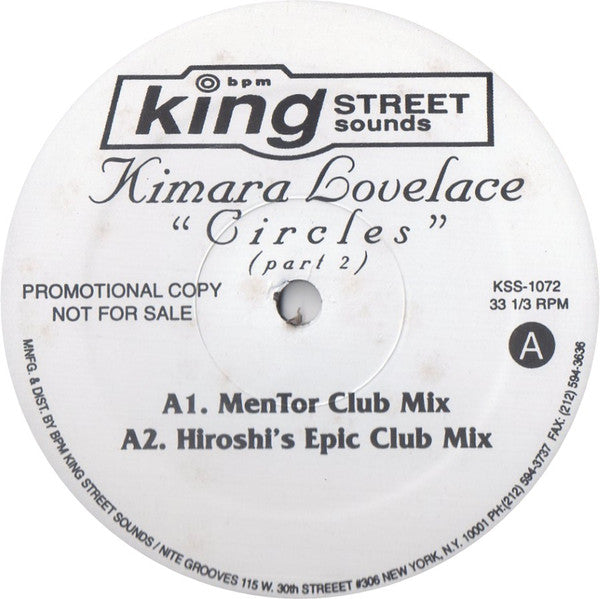 bpm
king STREET
sounds
Kimara Lovelace
"Circles"
(part 2)
PROMOTIONAL COPY
NOT FOR SALE
KSS-1072
33 1/3 RPM
A
A1. MenTor Club Mix
A2. Hiroshi's Epic Club Mix
MNFG. & DIST. BY BPM KING STREET SOUNDS / NITE GROOVES 115 W. 30th STREEET #306 NEW YORK, N.Y. 10001 PH:(212) 594-3737 FAX: (212) 594-3636